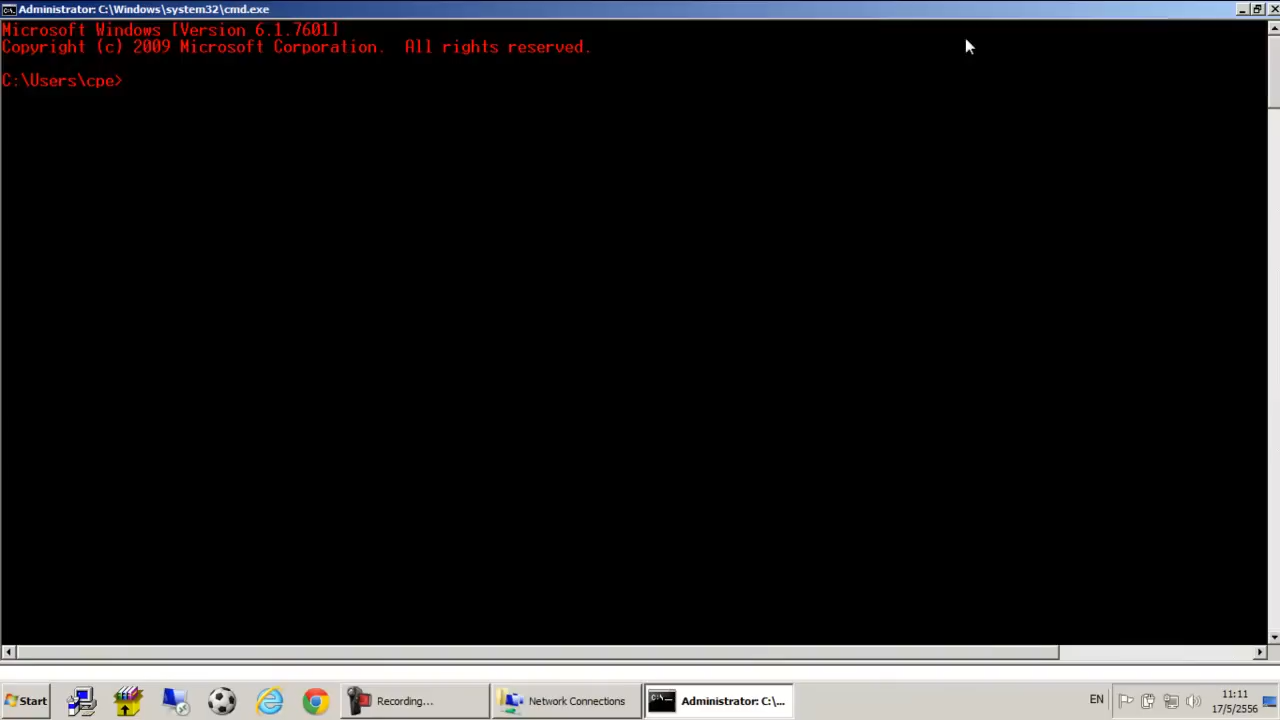 Administrator: C:\Windows\system32\cmd.exe
Microsoft Windows [Version 6.1.7601]
Copyright (c) 2009 Microsoft Corporation.  All rights reserved.
C:\Users\cpe>
Start
Recording...
Network Connections
Administrator: C:\...
EN
11:11
17/5/2556